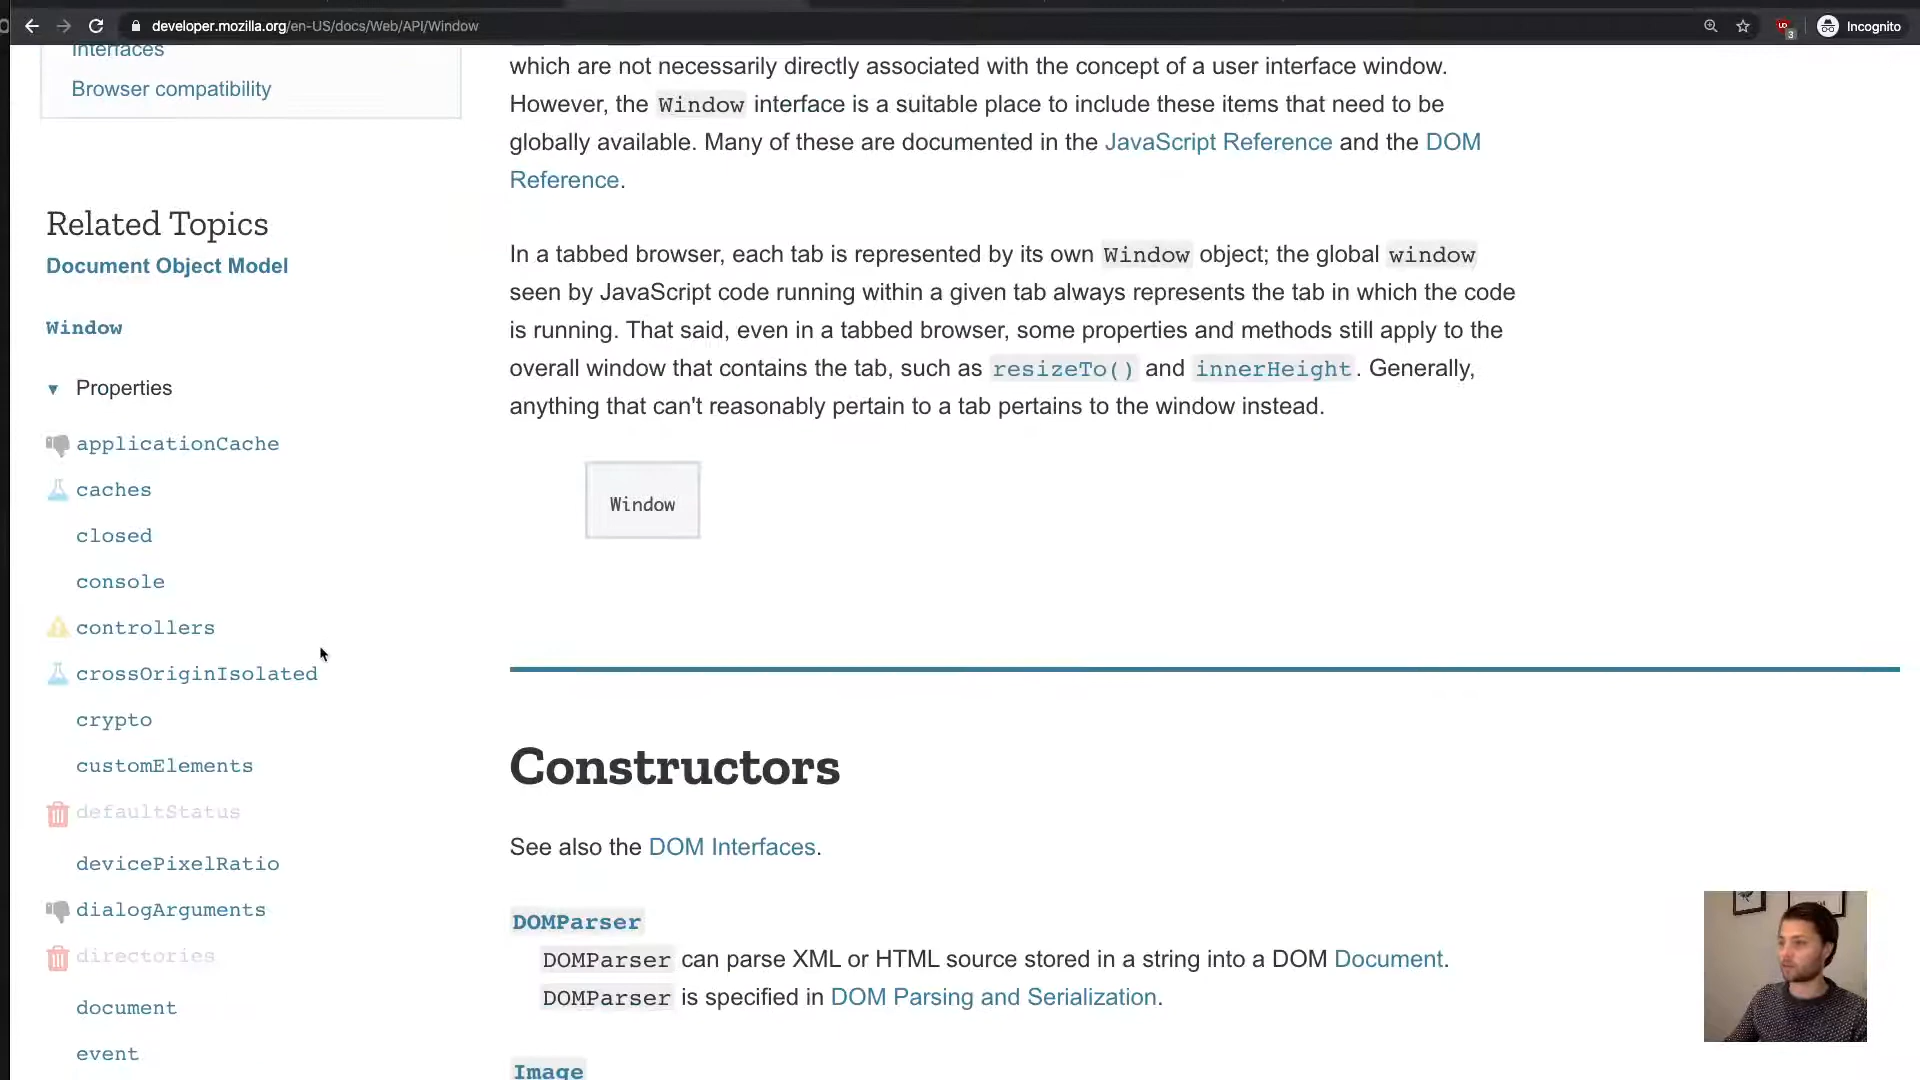 developer.mozilla.org/en-US/docs/Web/API/Window
Incognito
Interfaces
Browser compatibility
Related Topics
Document Object Model
Window
Properties
applicationCache
caches
closed
console
controllers
crossOriginIsolated
crypto
customElements
defaultStatus
devicePixelRatio
dialogArguments
directories
document
event
which are not necessarily directly associated with the concept of a user interface window.
However, the Window interface is a suitable place to include these items that need to be
globally available. Many of these are documented in the JavaScript Reference and the DOM
Reference.
In a tabbed browser, each tab is represented by its own Window object; the global window
seen by JavaScript code running within a given tab always represents the tab in which the code
is running. That said, even in a tabbed browser, some properties and methods still apply to the
overall window that contains the tab, such as resizeTo() and innerHeight. Generally,
anything that can't reasonably pertain to a tab pertains to the window instead.
Window
Constructors
See also the DOM Interfaces.
DOMParser
DOMParser can parse XML or HTML source stored in a string into a DOM Document.
DOMParser is specified in DOM Parsing and Serialization.
Image